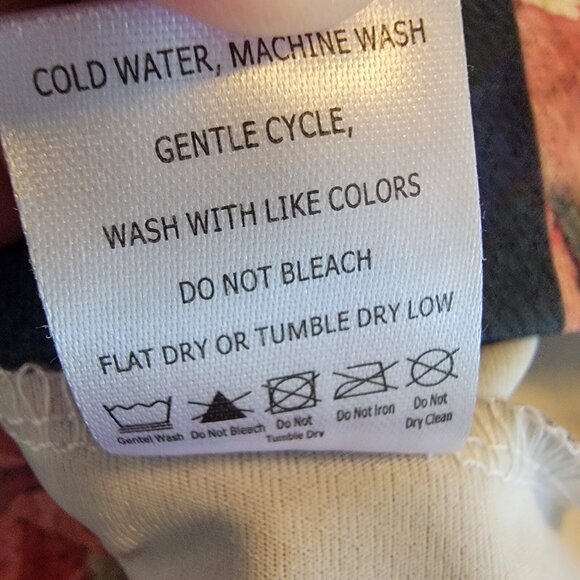 COLD WATER, MACHINE WASH
GENTLE CYCLE,
WASH WITH LIKE COLORS
DO NOT BLEACH
FLAT DRY OR TUMBLE DRY LOW
Gentel Wash
Do Not Bleach
Do Not
Tumble Dry
Do Not Iron
Do Not
Dry Clean